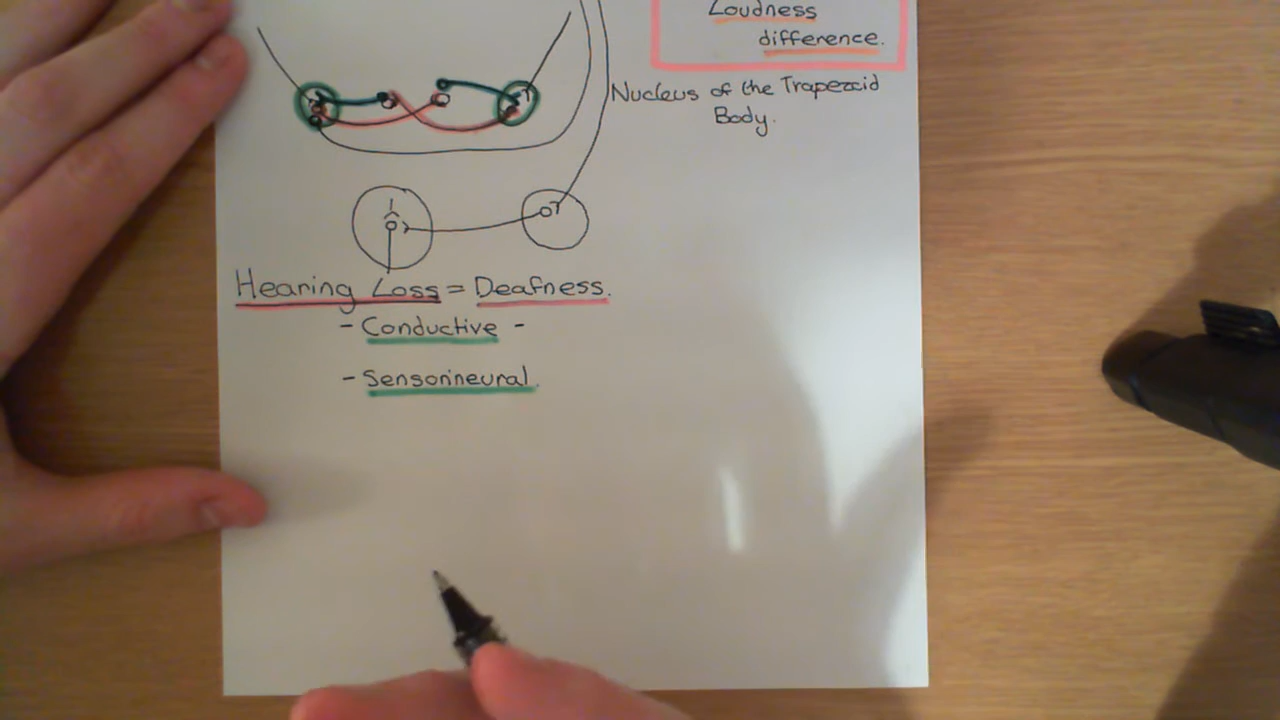 Loudness
difference.
Nucleus of the Trapezoid
Body.
Hearing Loss = Deafness.
- Conductive -
- Sensorineural.